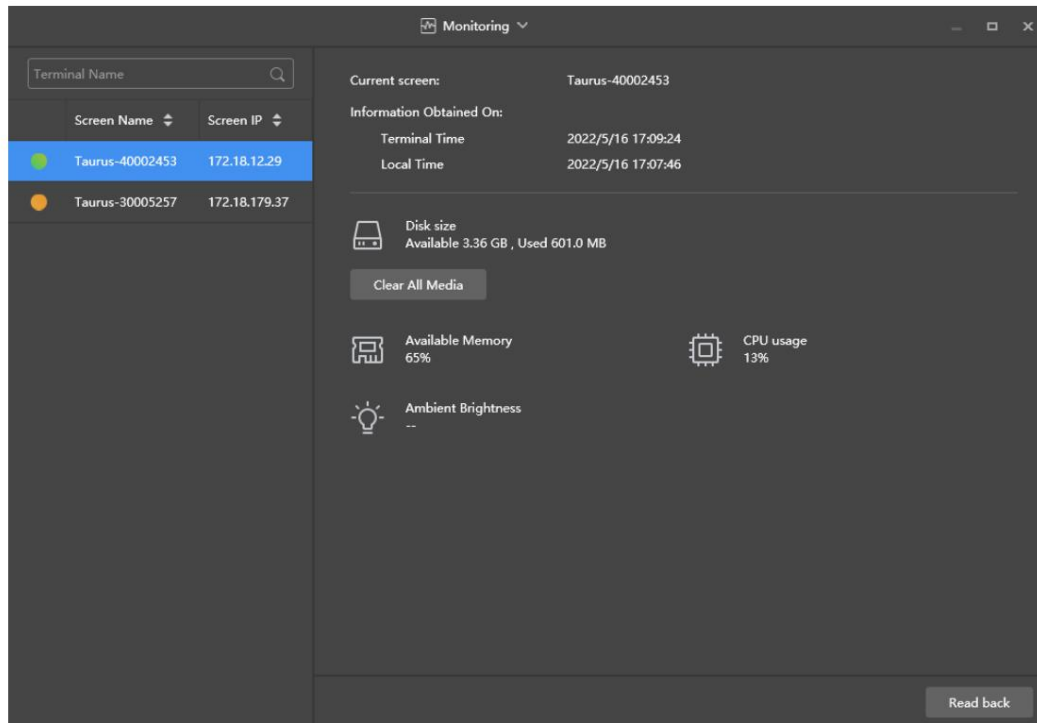 Monitoring
Terminal Name
Screen Name Screen IP
Taurus-40002453 172.18.12.29
Taurus-30005257 172.18.179.37
Current screen: Taurus-40002453
Information Obtained On:
Terminal Time 2022/5/16 17:09:24
Local Time 2022/5/16 17:07:46
Disk size
Available 3.36 GB , Used 601.0 MB
Clear All Media
Available Memory
65%
CPU usage
13%
Ambient Brightness
--
Read back